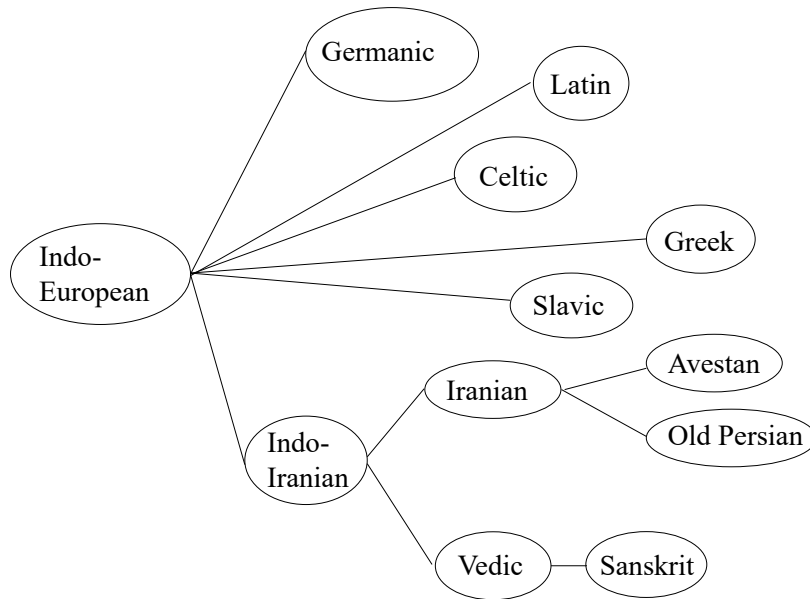 Germanic
Latin
Celtic
Greek
Indo-
European
Slavic
Avestan
Iranian
Old Persian
Indo-
Iranian
Vedic
Sanskrit